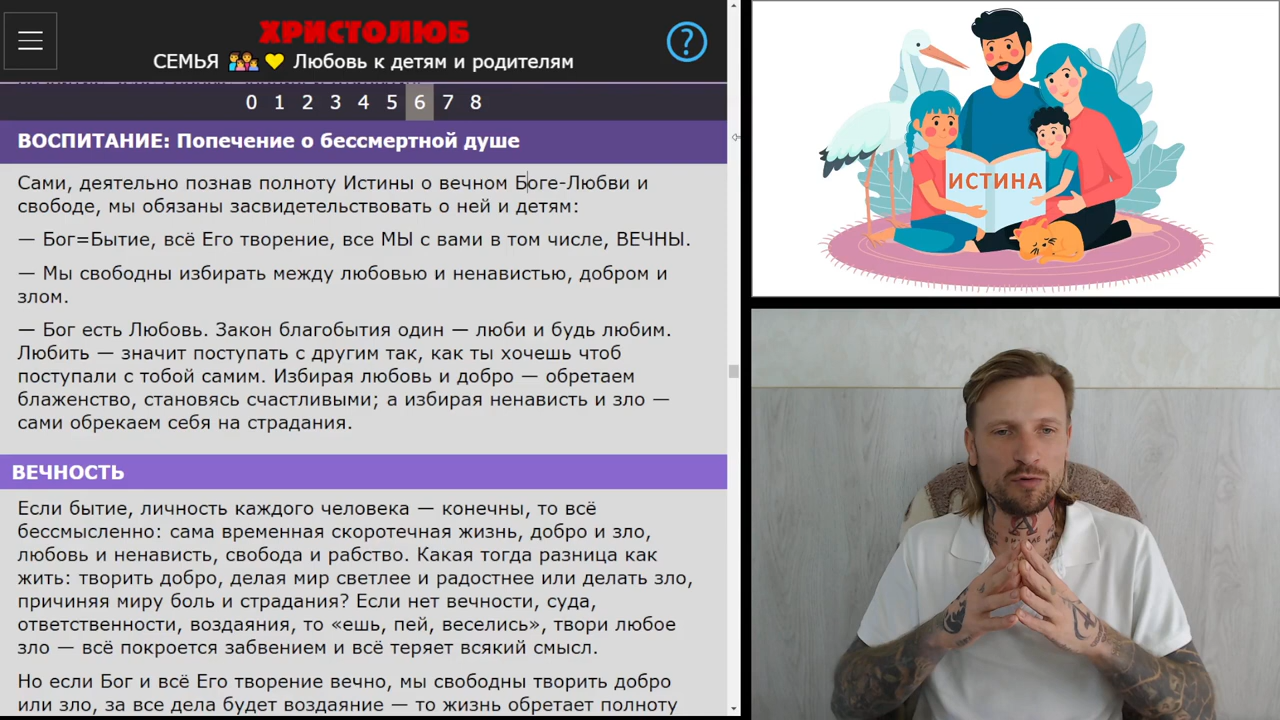 ХРИСТОЛЮБ
СЕМЬЯ 👨‍👩‍👧 💛 Любовь к детям и родителям
0 1 2 3 4 5 6 7 8
ВОСПИТАНИЕ: Попечение о бессмертной душе
Сами, деятельно познав полноту Истины о вечном Боге-Любви и
свободе, мы обязаны засвидетельствовать о ней и детям:
— Бог=Бытие, всё Его творение, все МЫ с вами в том числе, ВЕЧНЫ.
— Мы свободны избирать между любовью и ненавистью, добром и
злом.
— Бог есть Любовь. Закон благобытия один — люби и будь любим.
Любить — значит поступать с другим так, как ты хочешь чтоб
поступали с тобой самим. Избирая любовь и добро — обретаем
блаженство, становясь счастливыми; а избирая ненависть и зло —
сами обрекаем себя на страдания.
ВЕЧНОСТЬ
Если бытие, личность каждого человека — конечны, то всё
бессмысленно: сама временная скоротечная жизнь, добро и зло,
любовь и ненависть, свобода и рабство. Какая тогда разница как
жить: творить добро, делая мир светлее и радостнее или делать зло,
причиняя миру боль и страдания? Если нет вечности, суда,
ответственности, воздаяния, то «ешь, пей, веселись», твори любое
зло — всё покроется забвением и всё теряет всякий смысл.
Но если Бог и всё Его творение вечно, мы свободны творить добро
или зло, за все дела будет воздаяние — то жизнь обретает полноту
ИСТИНА